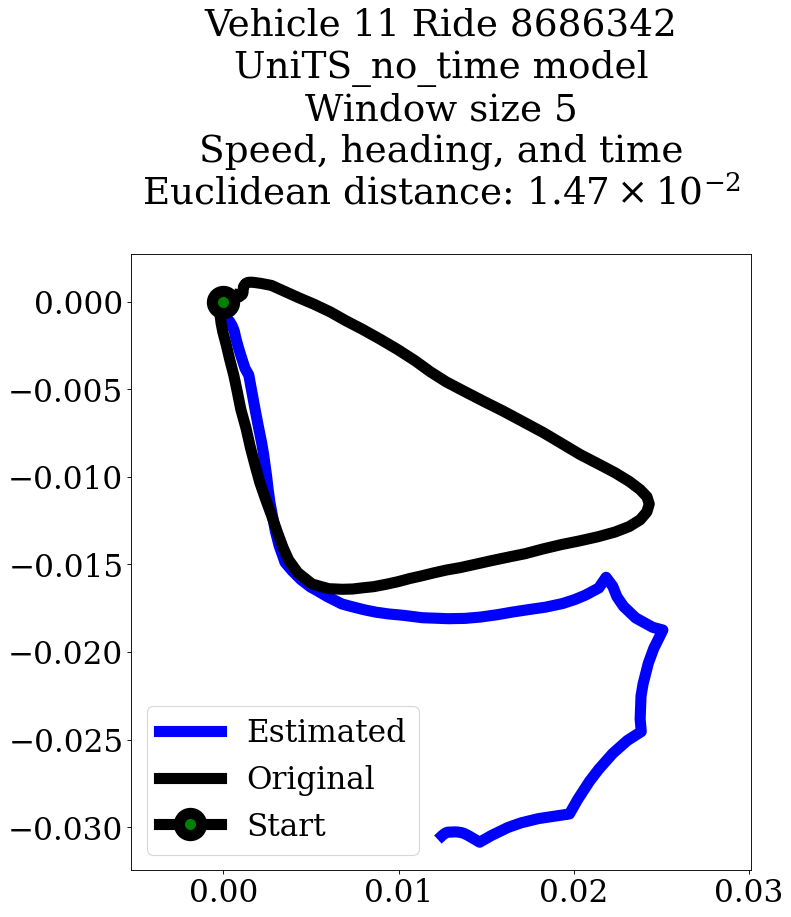 Vehicle 11 Ride 8686342
UniTS_no_time model
Window size 5
Speed, heading, and time
Euclidean distance: 1.47 × 10⁻²
0.000
−0.005
−0.010
−0.015
−0.020
−0.025
−0.030
Estimated
Original
Start
0.00 0.01 0.02 0.03